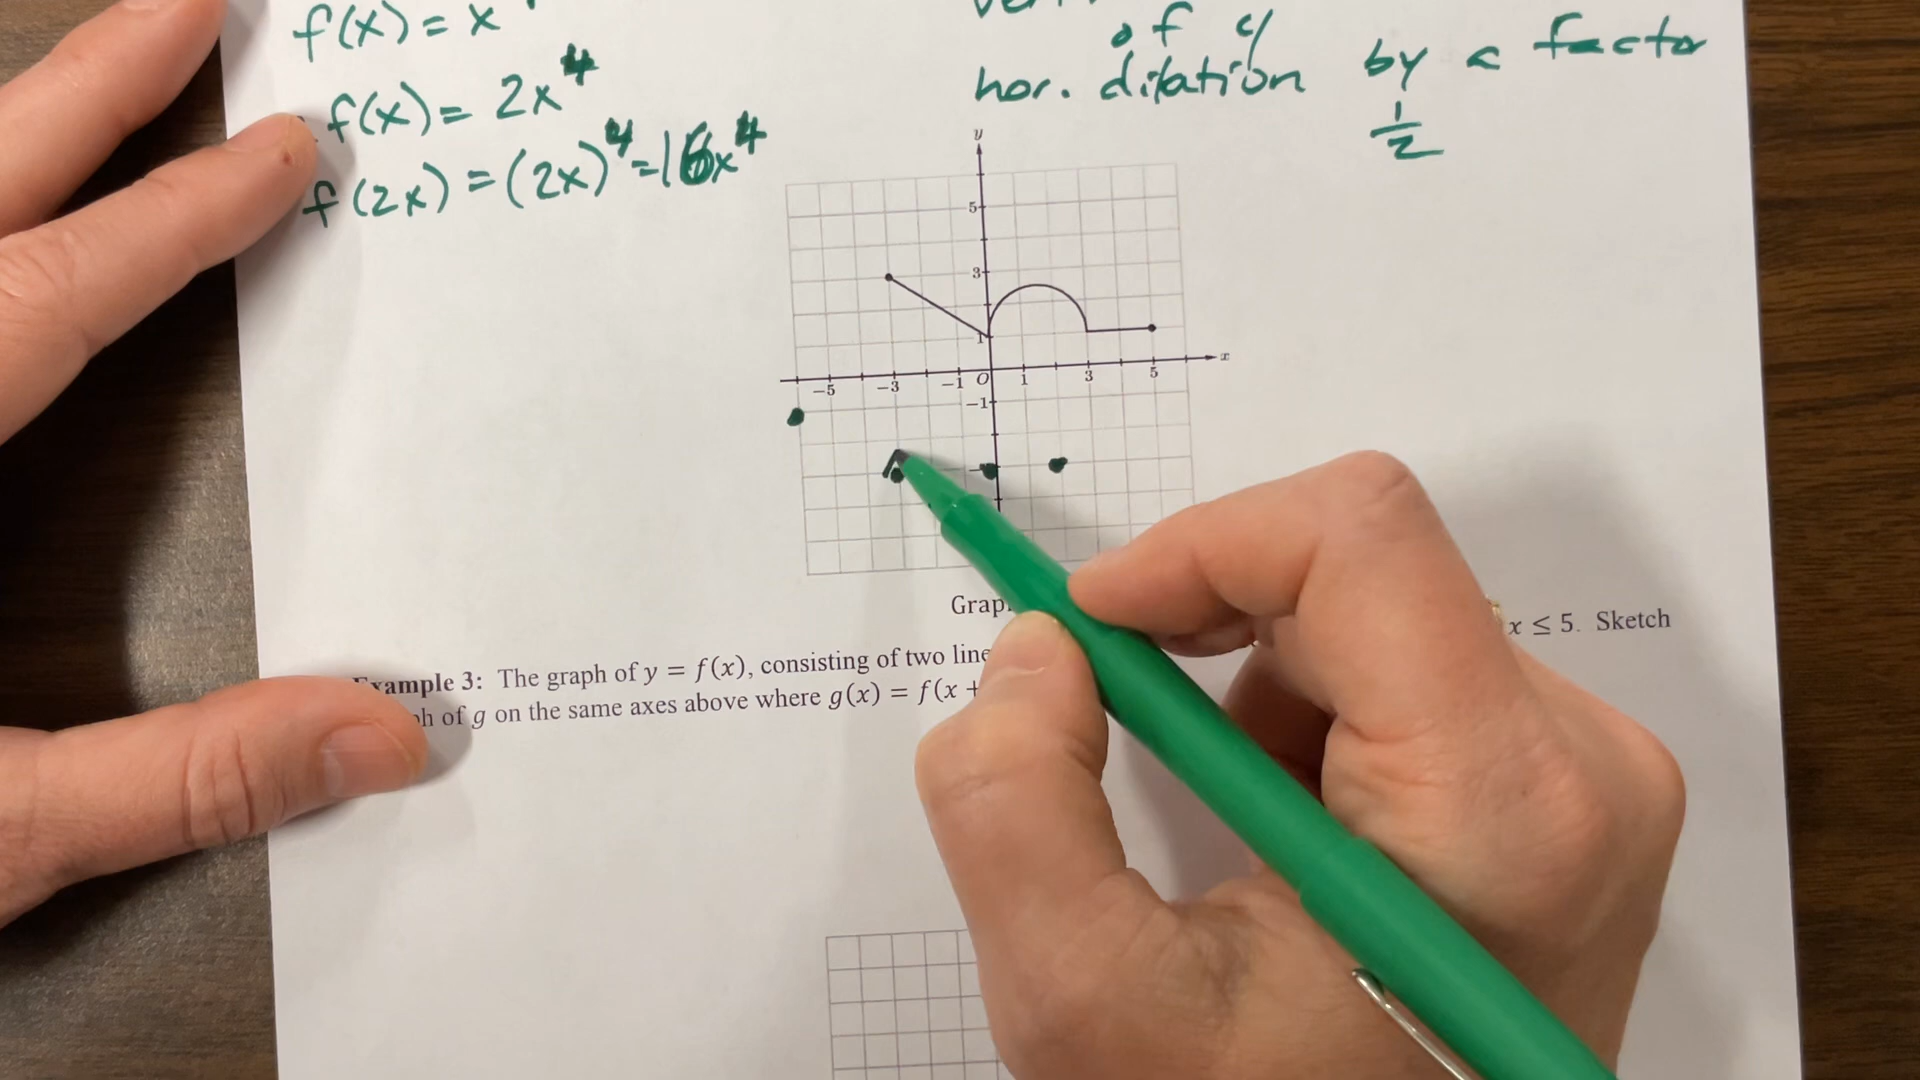 f(x) = x
of y
f(x) = 2x⁴
hor. dilation by a factor
1/2
f(2x) = (2x)⁴ = 16x⁴
y
5
3
1
x
−5 −3 −1 O 1 3 5
−1
x ≤ 5. Sketch
Example 3: The graph of y = f(x), consisting of two
of g on the same axes above where g(x) = f(x +